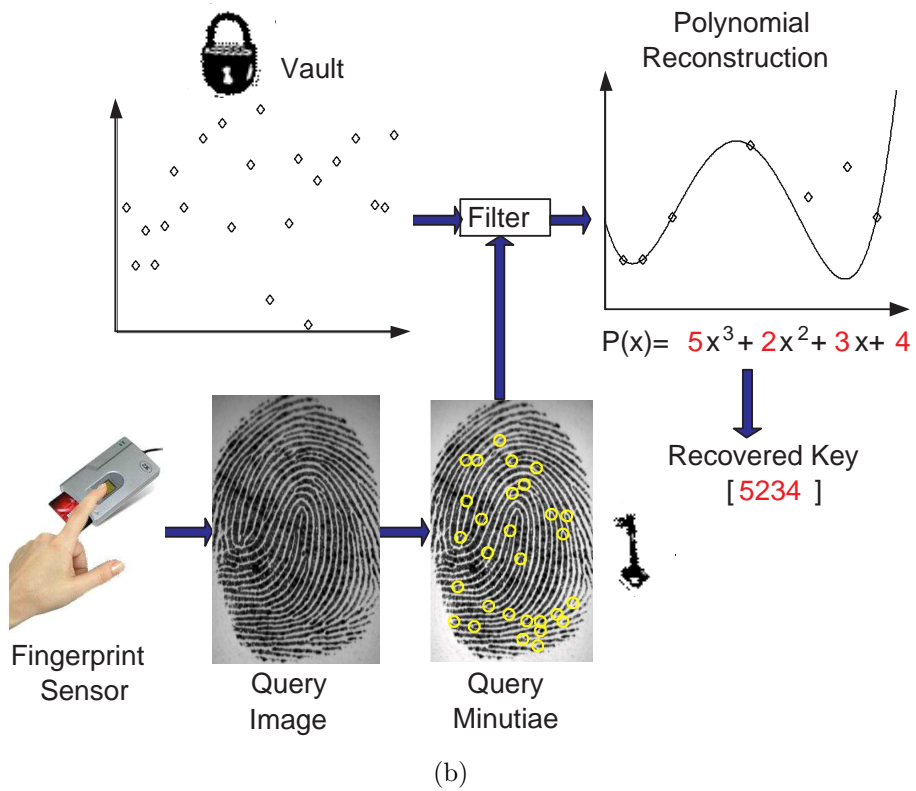 Vault
Polynomial
Reconstruction
Filter
P(x)= 5x³+ 2x²+ 3x+ 4
Recovered Key
[ 5234 ]
Fingerprint
Sensor
Query
Image
Query
Minutiae
(b)